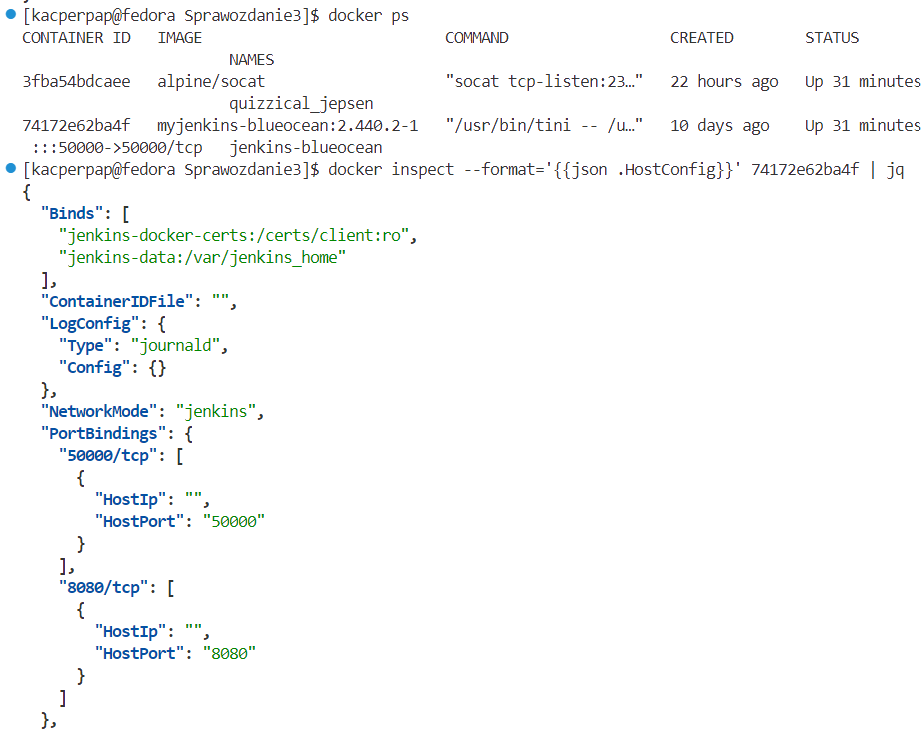 [kacperpap@fedora Sprawozdanie3]$ docker ps
CONTAINER ID   IMAGE                           COMMAND                  CREATED        STATUS
                       NAMES
3fba54bdcaee   alpine/socat                    "socat tcp-listen:23…"   22 hours ago   Up 31 minutes
                       quizzical_jepsen
74172e62ba4f   myjenkins-blueocean:2.440.2-1   "/usr/bin/tini -- /u…"   10 days ago    Up 31 minutes
 :::50000->50000/tcp   jenkins-blueocean
[kacperpap@fedora Sprawozdanie3]$ docker inspect --format='{{json .HostConfig}}' 74172e62ba4f | jq
{
  "Binds": [
    "jenkins-docker-certs:/certs/client:ro",
    "jenkins-data:/var/jenkins_home"
  ],
  "ContainerIDFile": "",
  "LogConfig": {
    "Type": "journald",
    "Config": {}
  },
  "NetworkMode": "jenkins",
  "PortBindings": {
    "50000/tcp": [
      {
        "HostIp": "",
        "HostPort": "50000"
      }
    ],
    "8080/tcp": [
      {
        "HostIp": "",
        "HostPort": "8080"
      }
    ]
  },